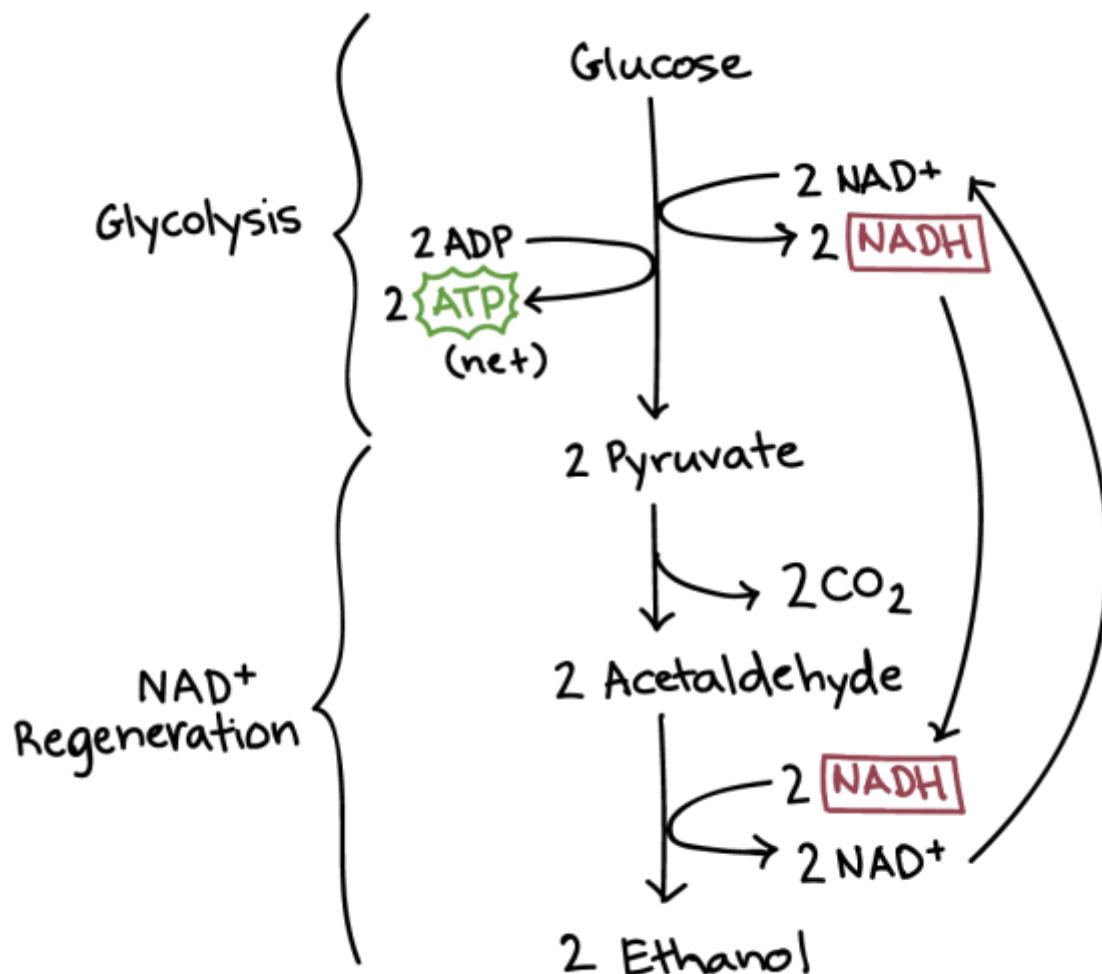 Glucose
2 NAD+
2 NADH
Glycolysis
2 ADP
2 ATP
(net)
2 Pyruvate
2 CO₂
2 Acetaldehyde
NAD⁺
Regeneration
2 NADH
2 NAD⁺
2 Ethanol